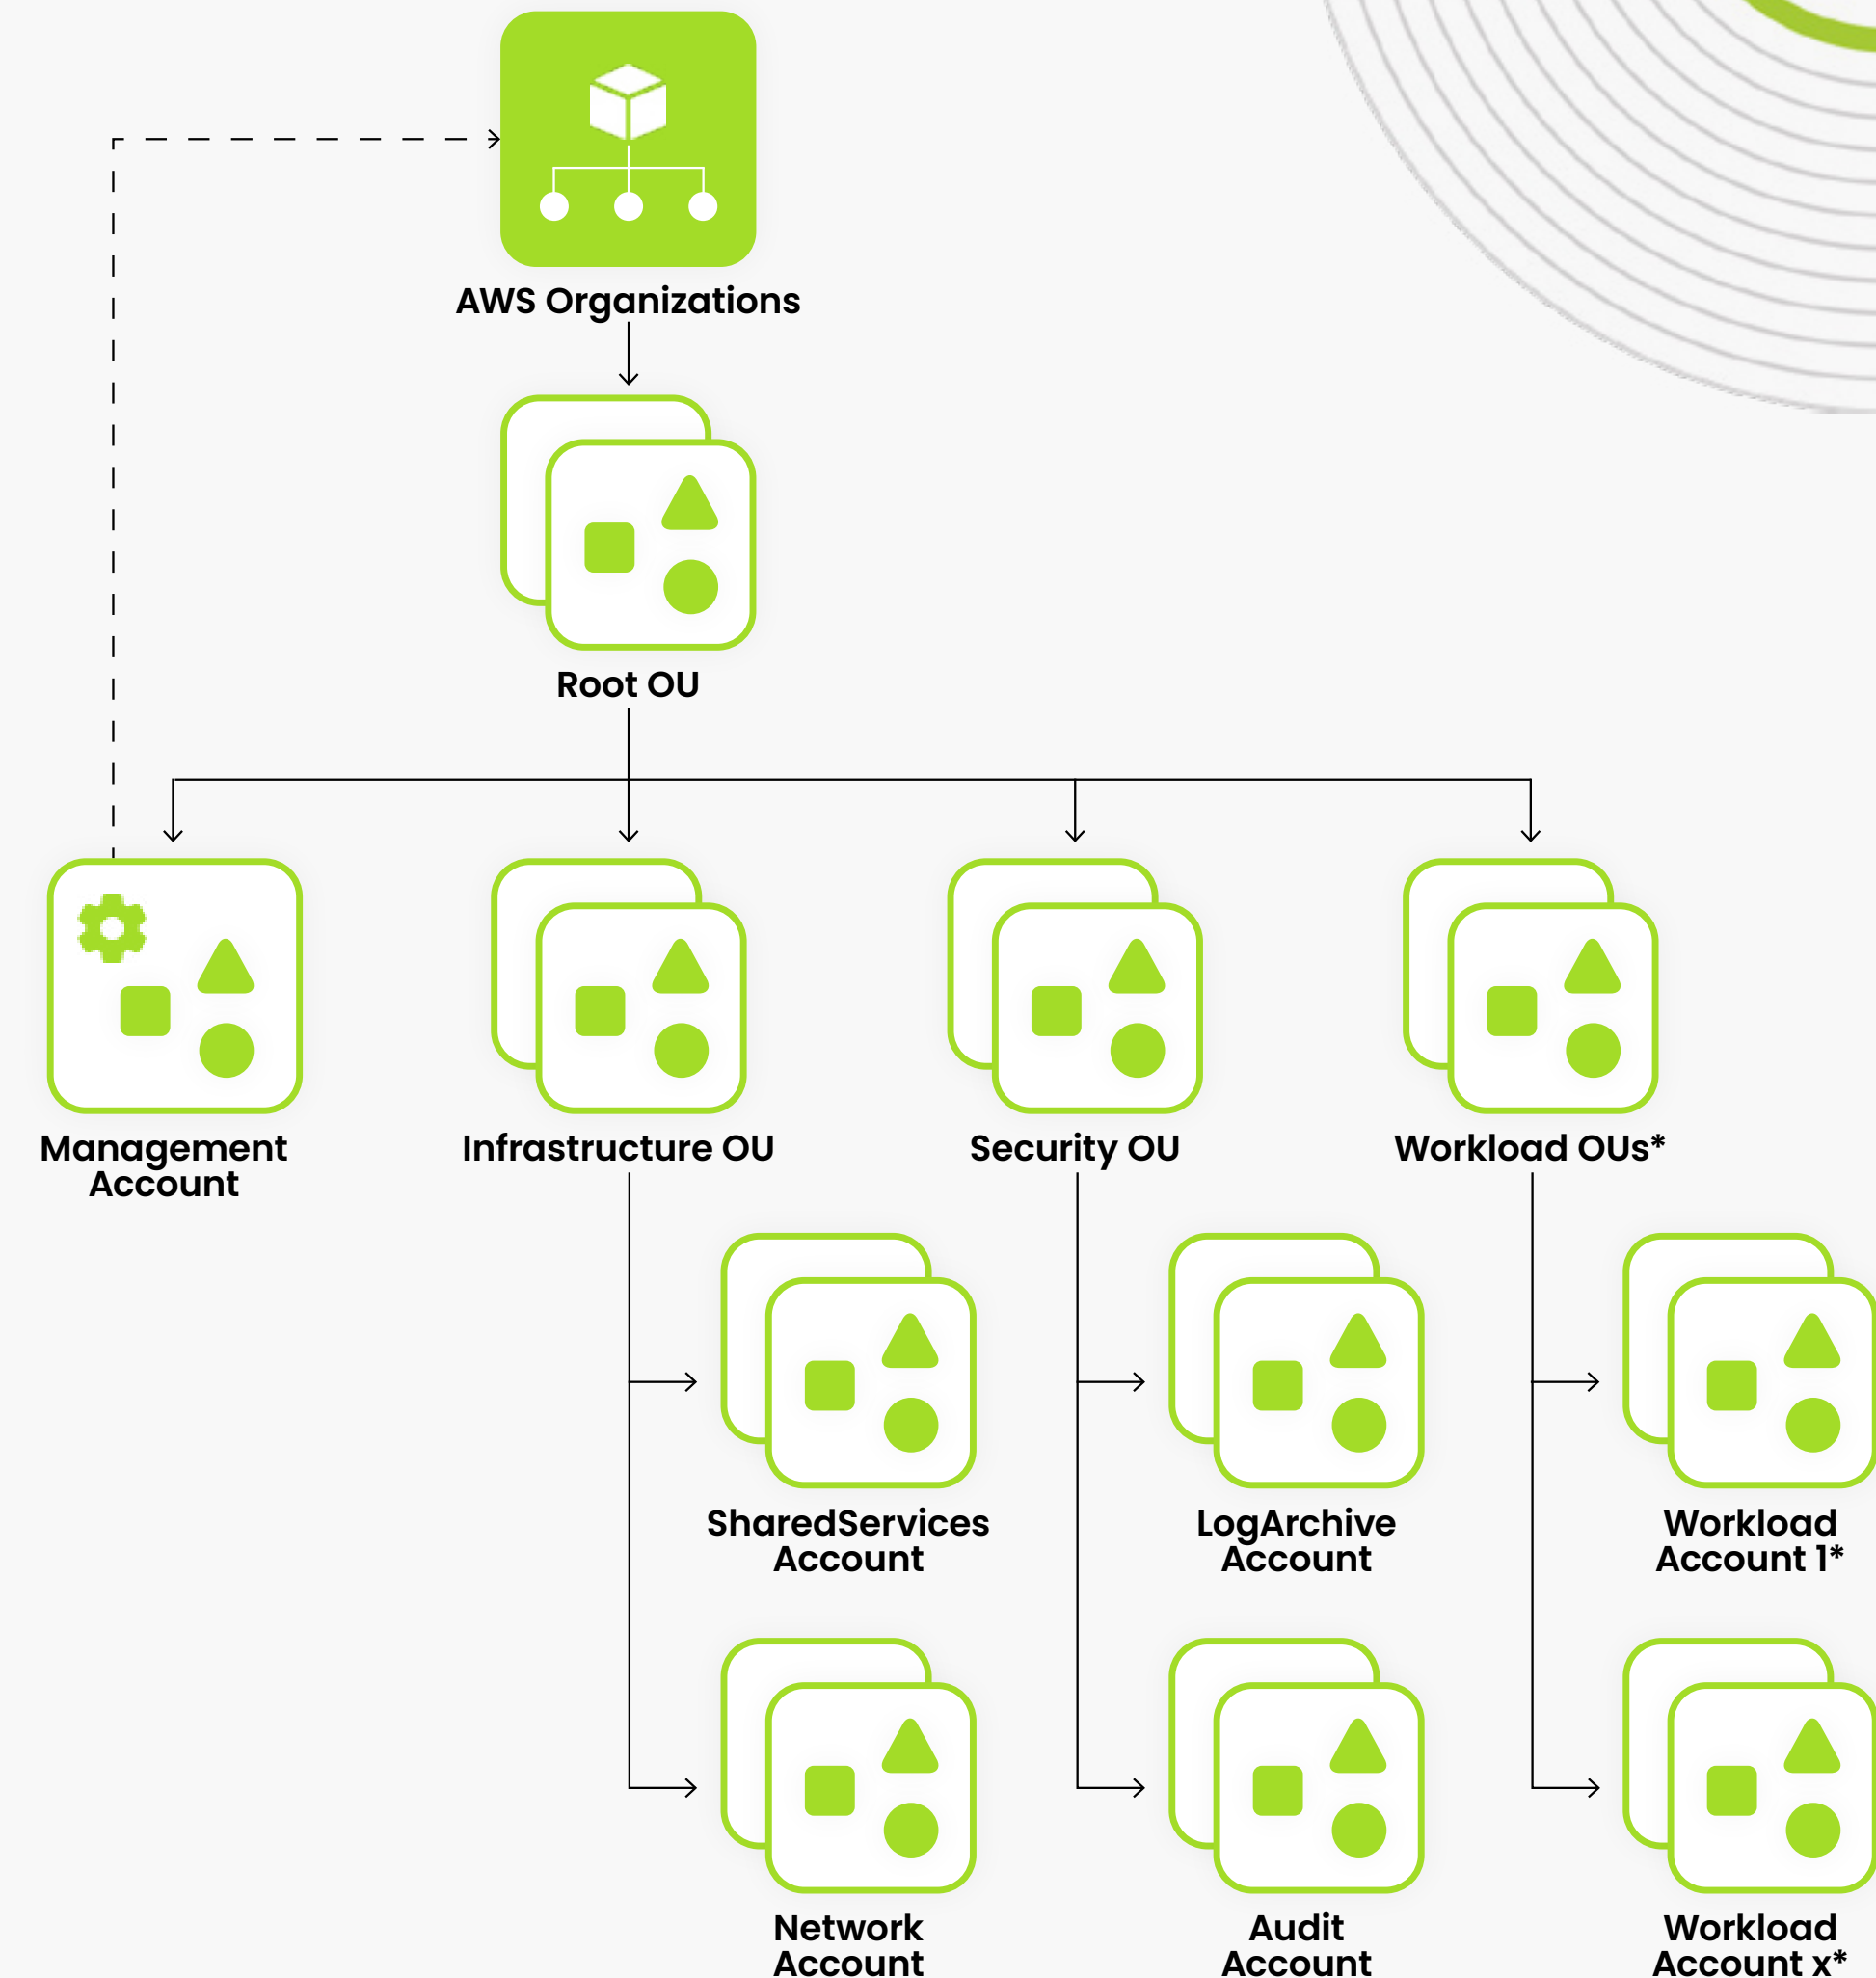 AWS Organizations
Root OU
Management
Account
Infrastructure OU
Security OU
Workload OUs*
SharedServices
Account
LogArchive
Account
Workload
Account 1*
Network
Account
Audit
Account
Workload
Account x*